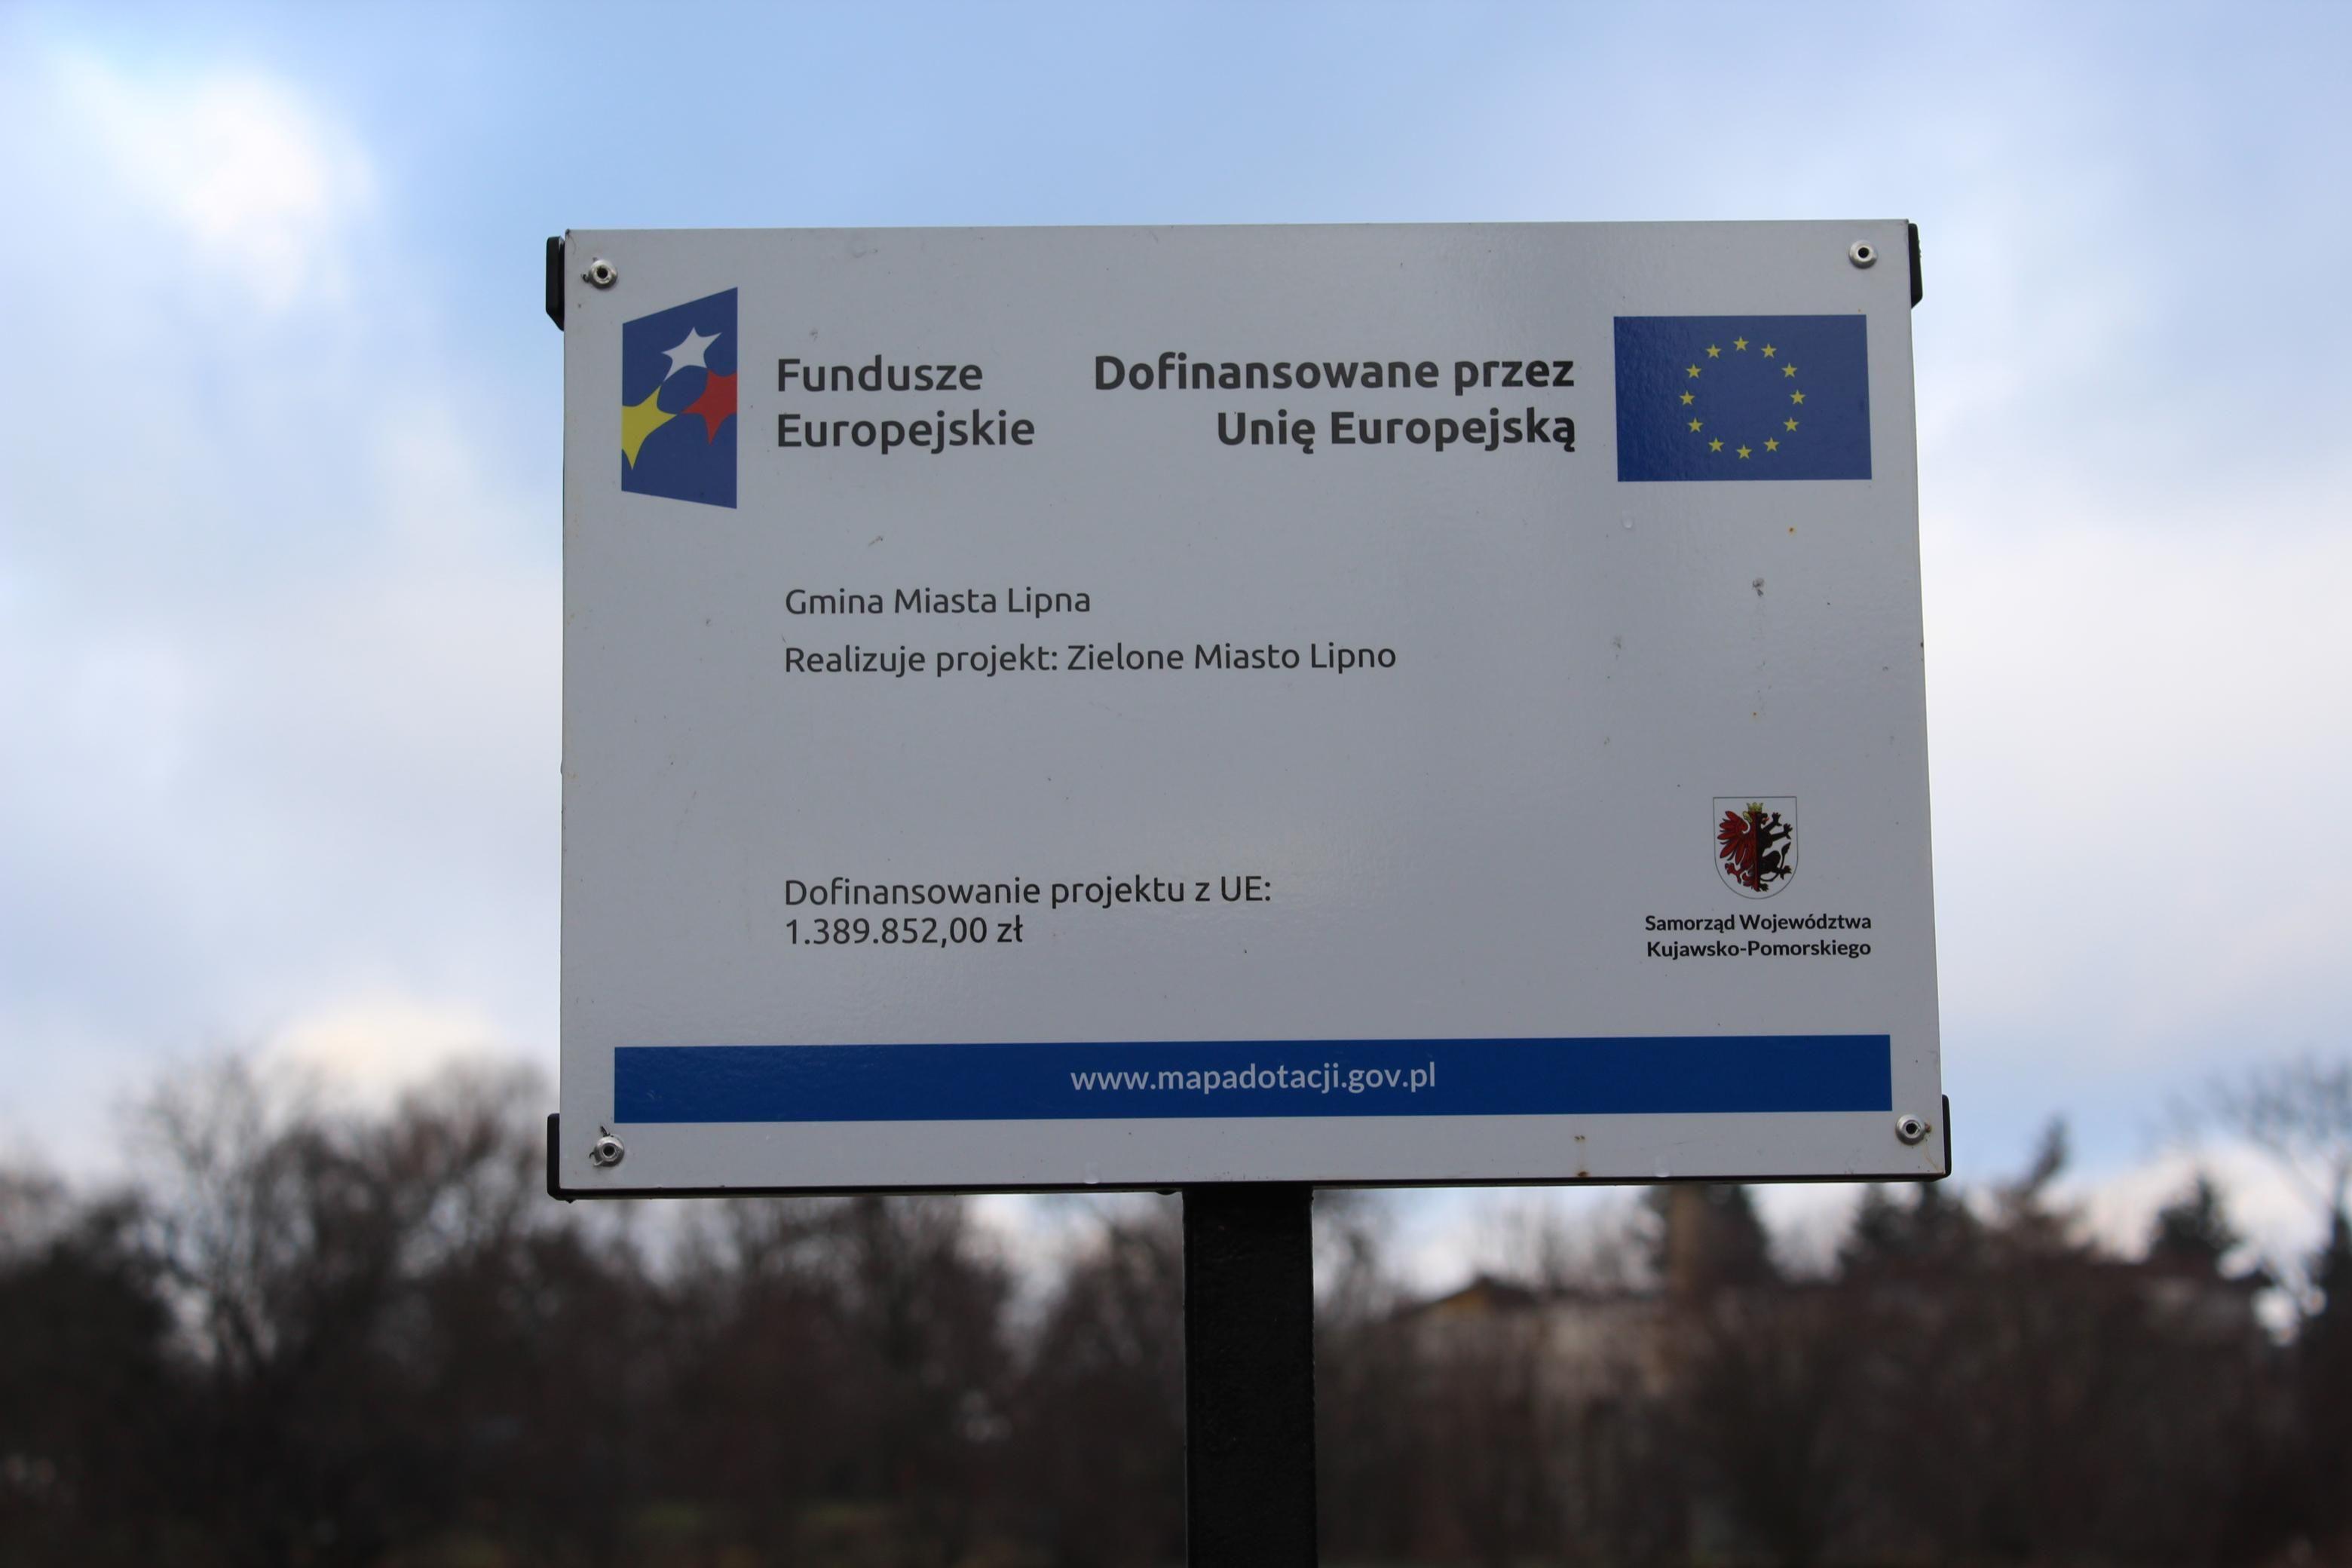 Fundusze
Europejskie
Dofinansowane przez
Unię Europejską
Gmina Miasta Lipna
Realizuje projekt: Zielone Miasto Lipno
Dofinansowanie projektu z UE:
1.389.852,00 zł
Samorząd Województwa
Kujawsko-Pomorskiego
www.mapadotacji.gov.pl